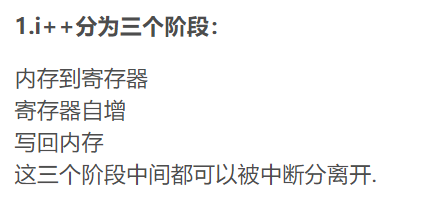 1.i++分为三个阶段：
内存到寄存器
寄存器自增
写回内存
这三个阶段中间都可以被中断分离开.